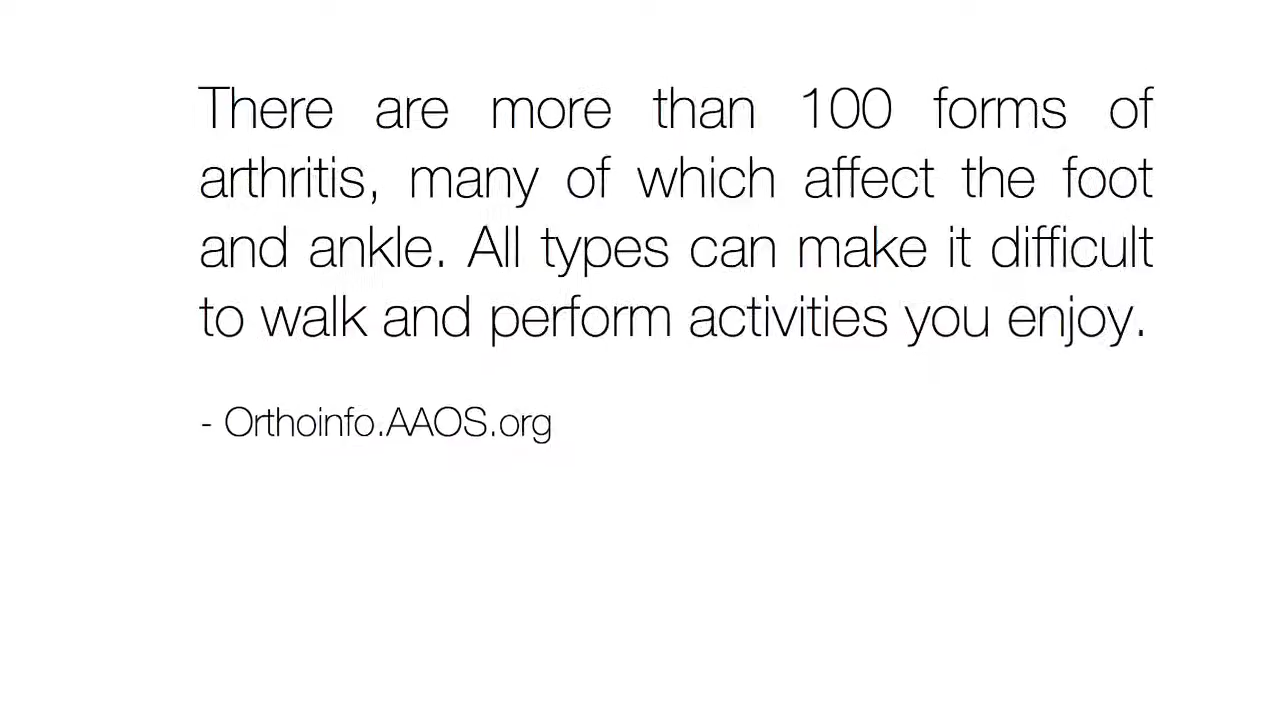 There are more than 100 forms of
arthritis, many of which affect the foot
and ankle. All types can make it difficult
to walk and perform activities you enjoy.
- Orthoinfo.AAOS.org